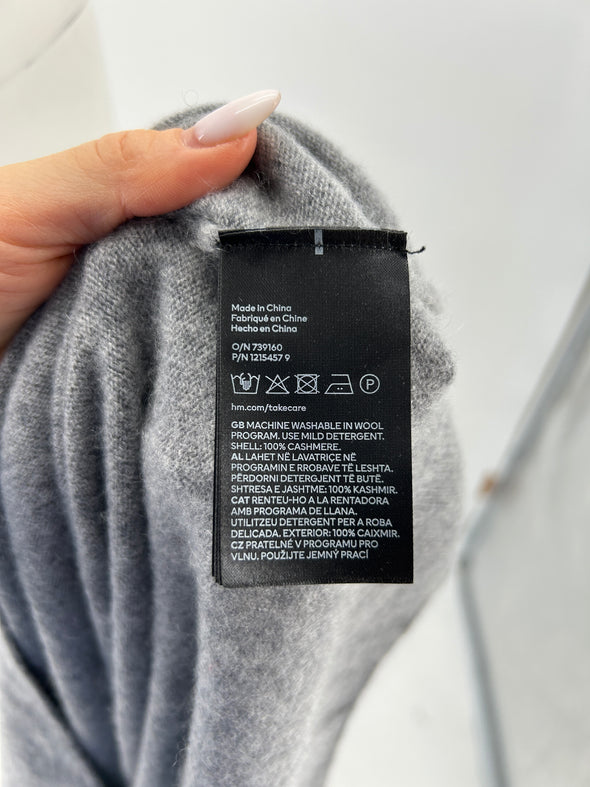 Made in China
Fabriqué en Chine
Hecho en China
O/N 739160
P/N 1215457 9
P
hm.com/takecare
GB MACHINE WASHABLE IN WOOL
PROGRAM. USE MILD DETERGENT.
SHELL: 100% CASHMERE.
AL LAHET NË LAVATRIÇE NË
PROGRAMIN E RROBAVE TË LESHTA.
PËRDORNI DETERGJENT TË BUTË.
SHTRESA E JASHTME: 100% KASHMIR.
CAT RENTEU-HO A LA RENTADORA
AMB PROGRAMA DE LLANA.
UTILITZEU DETERGENT PER A ROBA
DELICADA. EXTERIOR: 100% CAIXMIR.
CZ PRATELNÉ V PROGRAMU PRO
VLNU. POUŽIJTE JEMNÝ PRACÍ